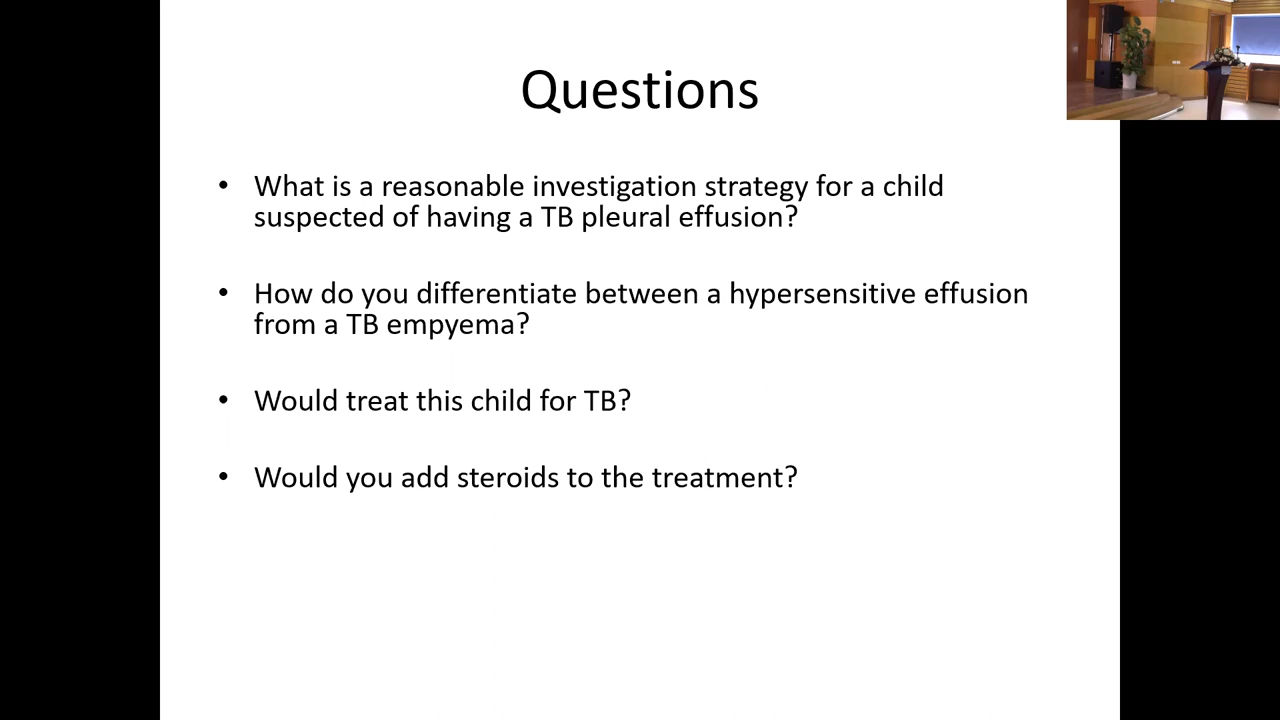 Questions
• What is a reasonable investigation strategy for a child
suspected of having a TB pleural effusion?
• How do you differentiate between a hypersensitive effusion
from a TB empyema?
• Would treat this child for TB?
• Would you add steroids to the treatment?